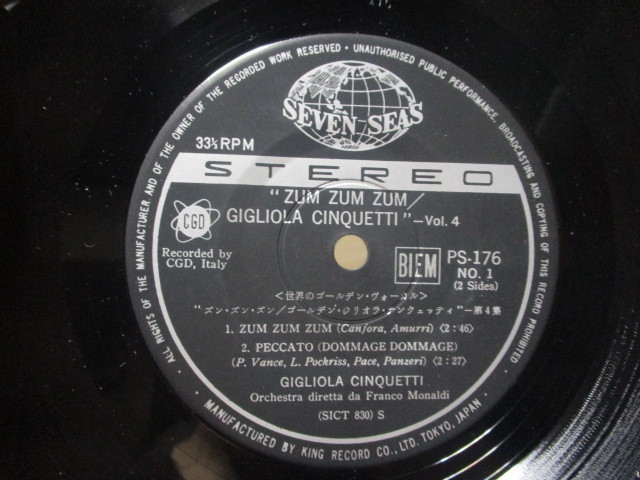 · ALL RIGHTS OF THE MANUFACTURER AND OF THE OWNER OF THE RECORDED WORK RESERVED · UNAUTHORISED PUBLIC PERFORMANCE, BROADCASTING AND COPYING OF THIS RECORD PROHIBITED ·
SEVEN SEAS
33⅓RPM
STEREO
"ZUM ZUM ZUM/
GIGLIOLA CINQUETTI"—Vol. 4
CGD
Recorded by
CGD, Italy
BIEM
PS-176
NO. 1
(2 Sides)
<世界のゴールデン・ヴォーカル>
"ズン・ズン・ズン/ゴールデン・ジリオラ・チンクェッティ"—第4集
1. ZUM ZUM ZUM (Canfora, Amurri) <2:46>
2. PECCATO (DOMMAGE DOMMAGE)
(P. Vance, L. Pockriss, Pace, Panzeri) <2:27>
GIGLIOLA CINQUETTI
Orchestra diretta da Franco Monaldi
(SICT 830) S
MANUFACTURED BY KING RECORD CO., LTD. TOKYO, JAPAN ·